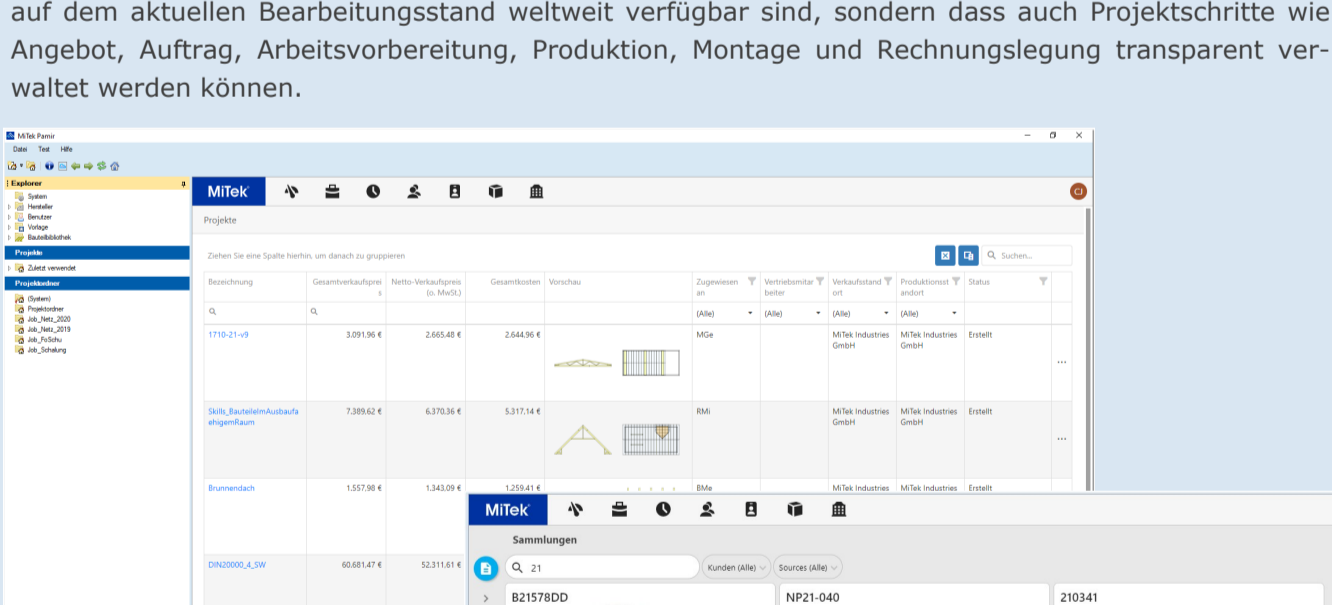 auf dem aktuellen Bearbeitungsstand weltweit verfügbar sind, sondern dass auch Projektschritte wie
Angebot, Auftrag, Arbeitsvorbereitung, Produktion, Montage und Rechnungslegung transparent ver-
waltet werden können.
MiTek Pamir
Datei Test Hilfe
Explorer
System
Hersteller
Benutzer
Vorlage
Bauteilbibliothek
Projekte
Zuletzt verwendet
Projektordner
(System)
Projektordner
Job_Netz_2020
Job_Netz_2019
Job_FoSchu
Job_Schalung
MiTek CJ
Projekte
Ziehen Sie eine Spalte hierhin, um danach zu gruppieren Suchen...
Bezeichnung Gesamtverkaufsprei Netto-Verkaufspreis Gesamtkosten Vorschau Zugewiesen Vertriebsmitar Verkaufsstand Produktionsst Status
s (o. MwSt.) an beiter ort andort
(Alle) (Alle) (Alle) (Alle)
1710-21-v9 3.091,96 € 2.665,48 € 2.644,96 € MGe MiTek Industries MiTek Industries Erstellt
GmbH GmbH
...
Skills_BauteileImAusbaufa 7.389,62 € 6.370,36 € 5.317,14 € RMi MiTek Industries MiTek Industries Erstellt
ehigemRaum GmbH GmbH
...
Brunnendach 1.557,98 € 1.343,09 € 1.259,41 € BMe MiTek Industries MiTek Industries Erstellt
DIN20000_4_SW 60.681,47 € 52.311,61 €
MiTek
Sammlungen
21 Kunden (Alle) Sources (Alle)
B21578DD NP21-040 210341